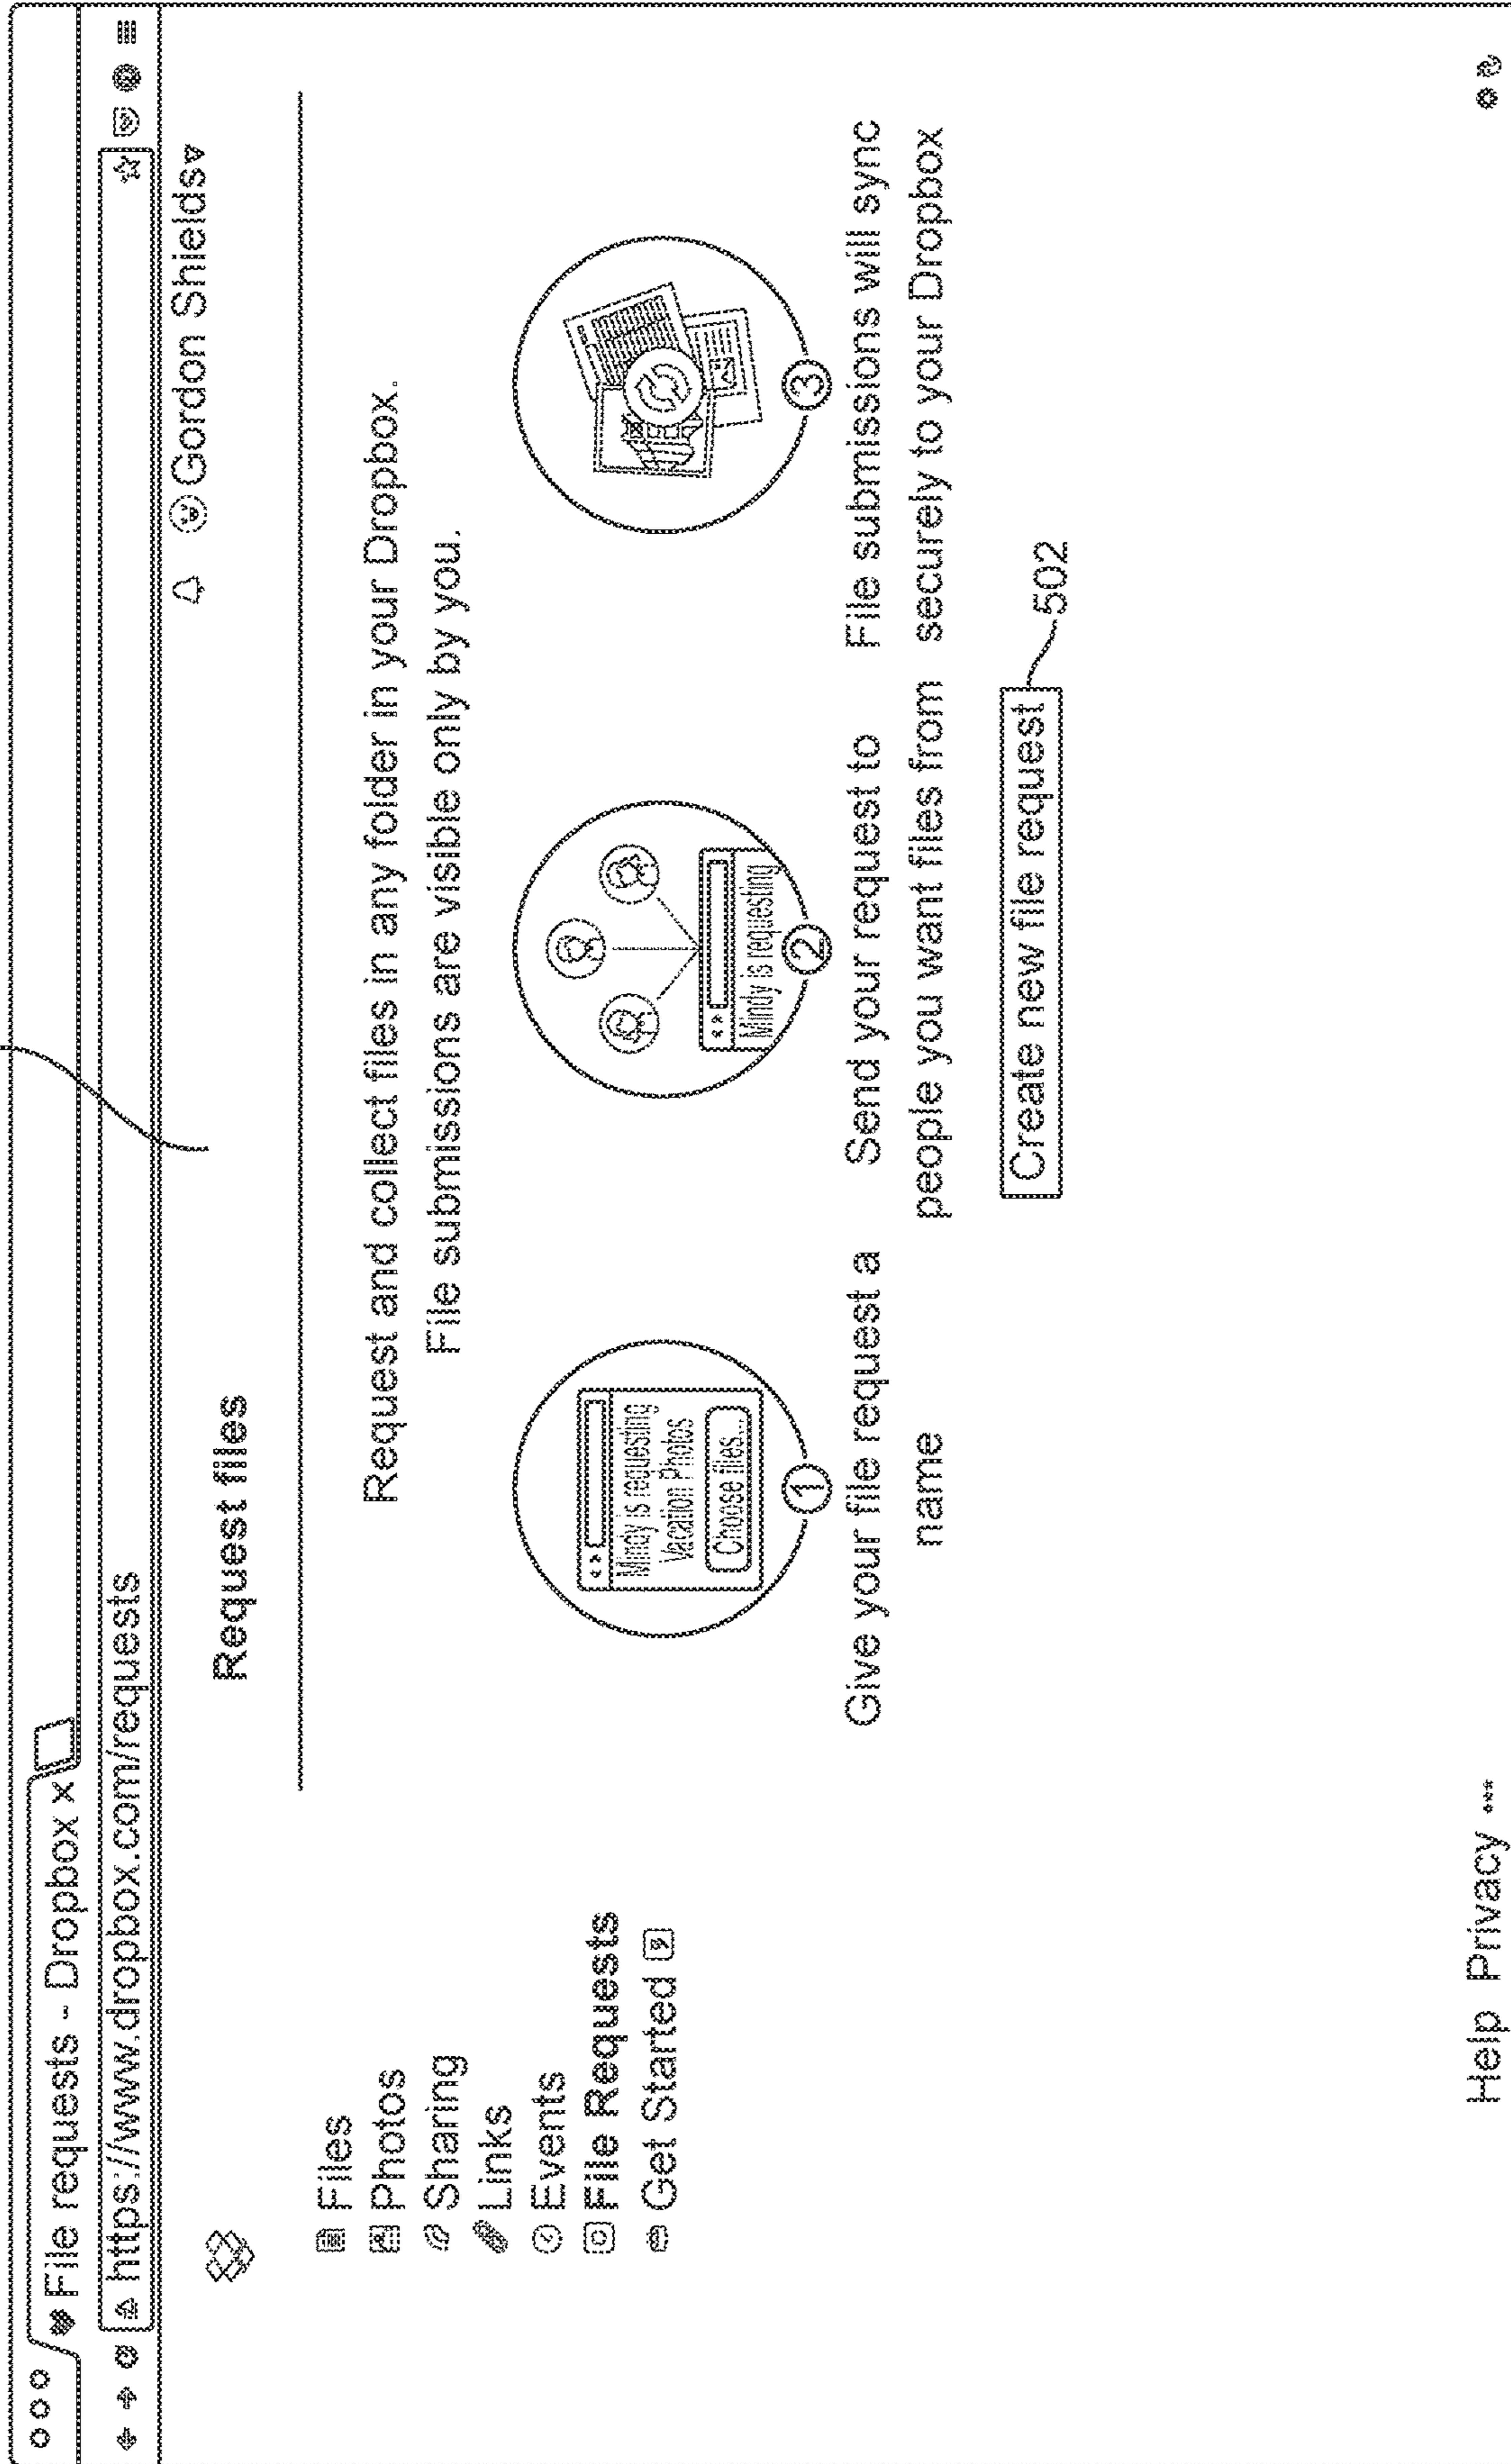 File requests - Dropbox x
https://www.dropbox.com/requests
Gordon Shields
Request files
Files
Photos
Sharing
Links
Events
File Requests
Get Started
Request and collect files in any folder in your Dropbox.
File submissions are visible only by you.
Mindy is requesting
Vacation Photos
Choose files...
1
Give your file request a
name
Mindy is requesting
2
Send your request to
people you want files from
3
File submissions will sync
securely to your Dropbox
Create new file request
502
Help Privacy ...